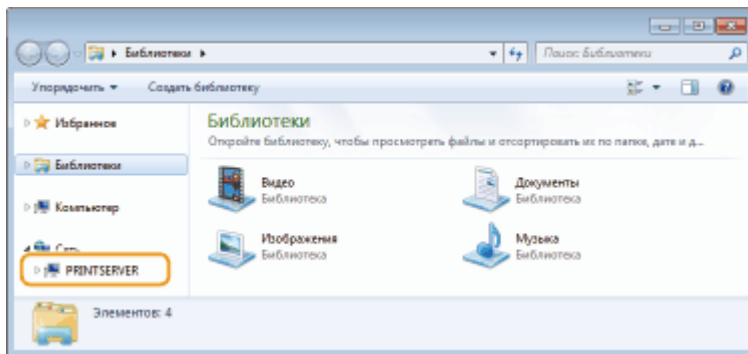 Библиотеки
Поиск: Библиотеки
Упорядочить
Создать библиотеку
Избранное
Библиотеки
Компьютер
Сеть
PRINTSERVER
Библиотеки
Откройте библиотеку, чтобы просмотреть файлы и отсортировать их по папке, дате и д...
Видео
Библиотека
Документы
Библиотека
Изображения
Библиотека
Музыка
Библиотека
Элементов: 4